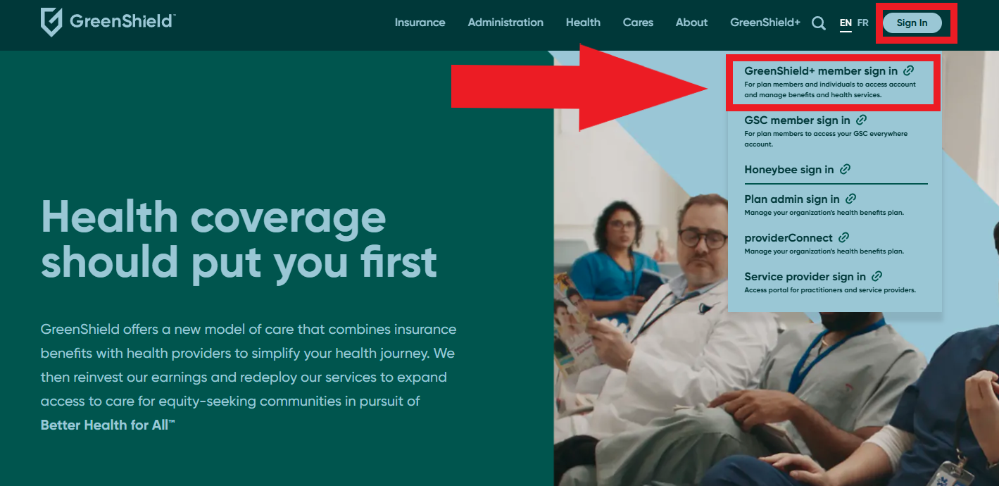 GreenShield™
Insurance Administration Health Cares About GreenShield+ EN FR Sign In
GreenShield+ member sign in
For plan members and individuals to access account
and manage benefits and health services.
GSC member sign in
For plan members to access your GSC everywhere
account.
Honeybee sign in
Plan admin sign in
Manage your organization's health benefits plan.
providerConnect
Manage your organization's health benefits plan.
Service provider sign in
Access portal for practitioners and service providers.
Health coverage
should put you first
GreenShield offers a new model of care that combines insurance
benefits with health providers to simplify your health journey. We
then reinvest our earnings and redeploy our services to expand
access to care for equity-seeking communities in pursuit of
Better Health for All™